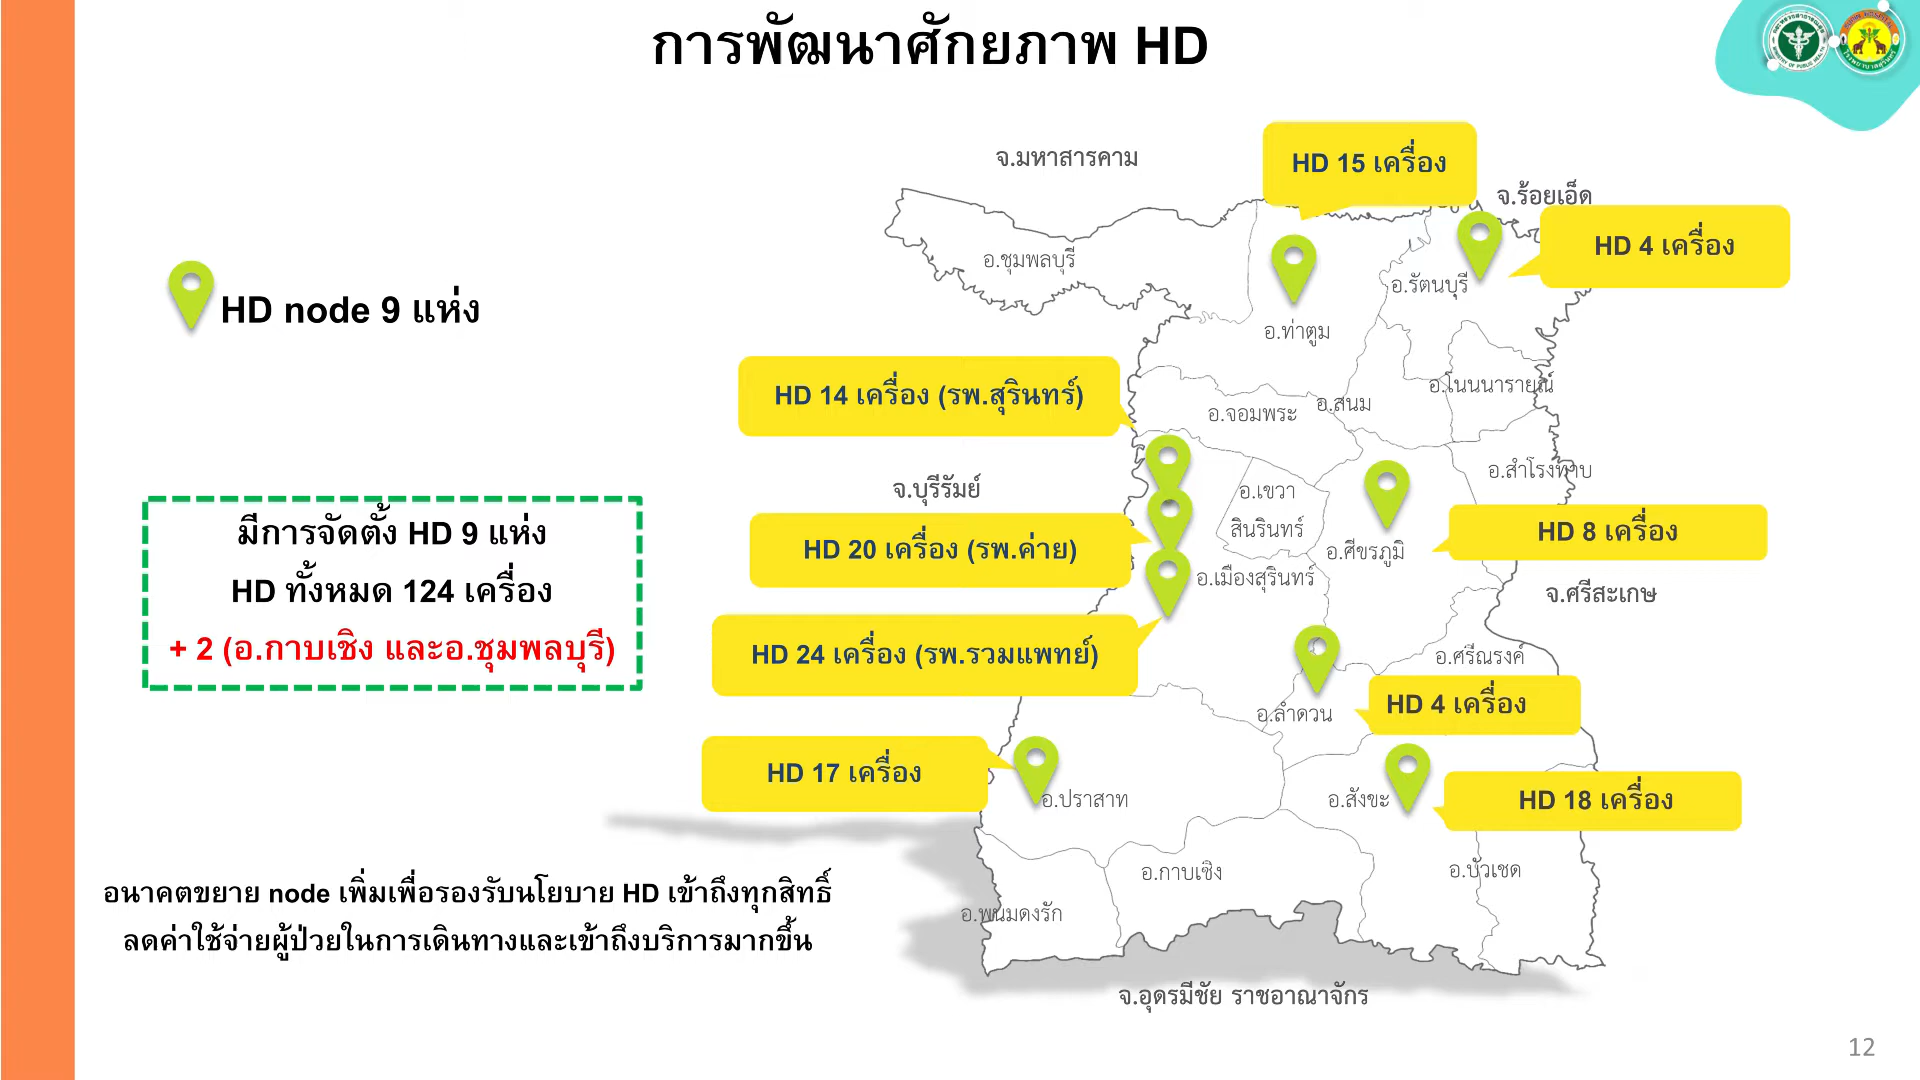 การพัฒนาศักยภาพ HD
HD node 9 แห่ง
มีการจัดตั้ง HD 9 แห่ง
HD ทั้งหมด 124 เครื่อง
+ 2 (อ.กาบเชิง และอ.ชุมพลบุรี)
อนาคตขยาย node เพิ่มเพื่อรองรับนโยบาย HD เข้าถึงทุกสิทธิ์
ลดค่าใช้จ่ายผู้ป่วยในการเดินทางและเข้าถึงบริการมากขึ้น
จ.มหาสารคาม
HD 15 เครื่อง
จ.ร้อยเอ็ด
HD 4 เครื่อง
อ.ชุมพลบุรี
อ.รัตนบุรี
อ.ท่าตูม
HD 14 เครื่อง (รพ.สุรินทร์)
อ.โนนนารายณ์
อ.สนม
อ.จอมพระ
อ.สำโรงทาบ
จ.บุรีรัมย์
อ.เขวา
สินรินทร์
HD 8 เครื่อง
HD 20 เครื่อง (รพ.ค่าย)
อ.ศีขรภูมิ
อ.เมืองสุรินทร์
จ.ศรีสะเกษ
HD 24 เครื่อง (รพ.รวมแพทย์)
อ.ศรีณรงค์
HD 4 เครื่อง
อ.ลำดวน
HD 17 เครื่อง
อ.ปราสาท
อ.สังขะ
HD 18 เครื่อง
อ.กาบเชิง
อ.บัวเชด
อ.พนมดงรัก
จ.อุดรมีชัย ราชอาณาจักร
12